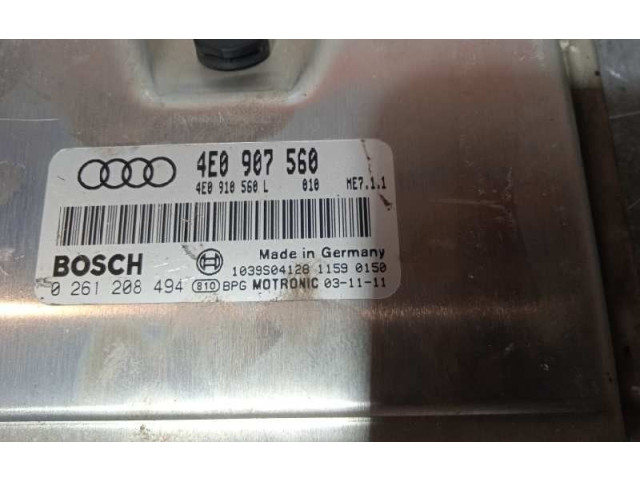 4E0 907 560
4E0 910 560 L 010 ME7.1.1
Made in Germany
BOSCH 1039S04128 1159 0150
0 261 208 494 810 BPG MOTRONIC 03-11-11